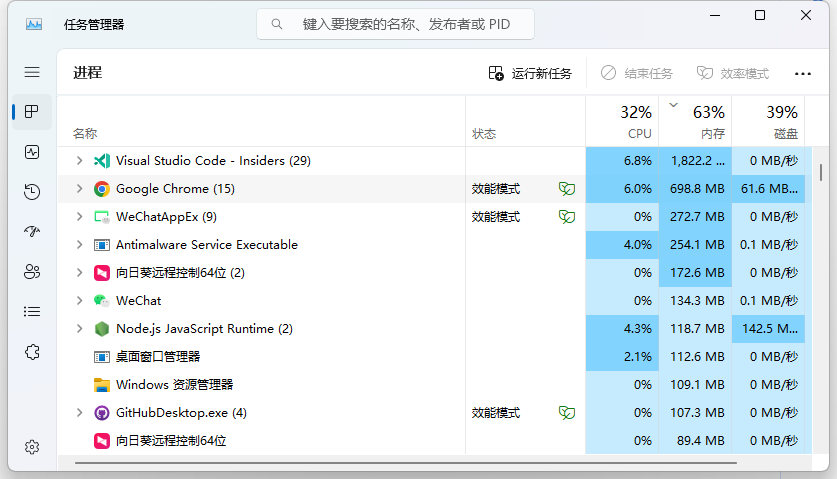 任务管理器
键入要搜索的名称、发布者或 PID
进程
运行新任务
结束任务
效率模式
32% 63% 39%
名称 状态 CPU 内存 磁盘
Visual Studio Code - Insiders (29) 6.8% 1,822.2 ... 0 MB/秒
Google Chrome (15) 效能模式 6.0% 698.8 MB 61.6 MB...
WeChatAppEx (9) 效能模式 0% 272.7 MB 0 MB/秒
Antimalware Service Executable 4.0% 254.1 MB 0.1 MB/秒
向日葵远程控制64位 (2) 0% 172.6 MB 0 MB/秒
WeChat 0% 134.3 MB 0.1 MB/秒
Node.js JavaScript Runtime (2) 4.3% 118.7 MB 142.5 M...
桌面窗口管理器 2.1% 112.6 MB 0 MB/秒
Windows 资源管理器 0% 109.1 MB 0 MB/秒
GitHubDesktop.exe (4) 效能模式 0% 107.3 MB 0 MB/秒
向日葵远程控制64位 0% 89.4 MB 0 MB/秒